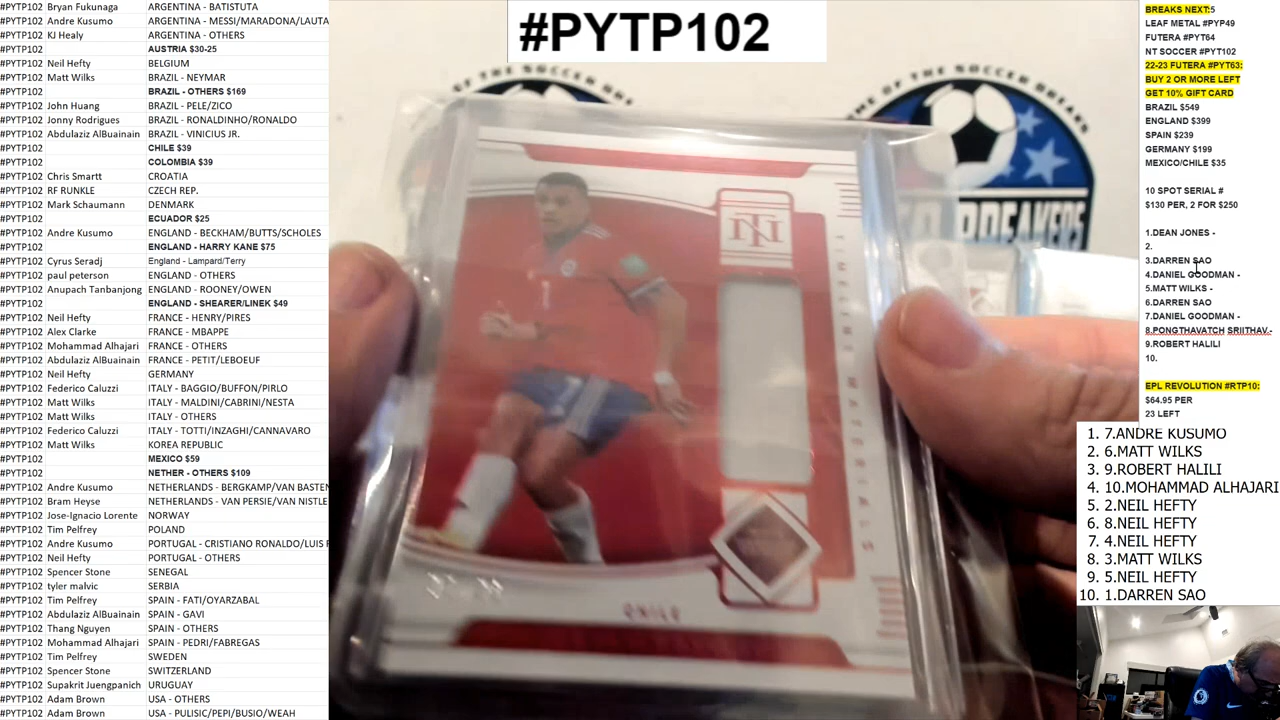 #PYTP102 Bryan Fukunaga ARGENTINA - BATISTUTA
#PYTP102 Andre Kusumo ARGENTINA - MESSI/MARADONA/LAUTA
#PYTP102 KJ Healy ARGENTINA - OTHERS
#PYTP102 AUSTRIA $30-25
#PYTP102 Neil Hefty BELGIUM
#PYTP102 Matt Wilks BRAZIL - NEYMAR
#PYTP102 BRAZIL - OTHERS $169
#PYTP102 John Huang BRAZIL - PELE/ZICO
#PYTP102 Jonny Rodrigues BRAZIL - RONALDINHO/RONALDO
#PYTP102 Abdulaziz AlBuainain BRAZIL - VINICIUS JR.
#PYTP102 CHILE $39
#PYTP102 COLOMBIA $39
#PYTP102 Chris Smartt CROATIA
#PYTP102 RF RUNKLE CZECH REP.
#PYTP102 Mark Schaumann DENMARK
#PYTP102 ECUADOR $25
#PYTP102 Andre Kusumo ENGLAND - BECKHAM/BUTTS/SCHOLES
#PYTP102 ENGLAND - HARRY KANE $75
#PYTP102 Cyrus Seradj England - Lampard/Terry
#PYTP102 paul peterson ENGLAND - OTHERS
#PYTP102 Anupach Tanbanjong ENGLAND - ROONEY/OWEN
#PYTP102 ENGLAND - SHEARER/LINEK $49
#PYTP102 Neil Hefty FRANCE - HENRY/PIRES
#PYTP102 Alex Clarke FRANCE - MBAPPE
#PYTP102 Mohammad Alhajari FRANCE - OTHERS
#PYTP102 Abdulaziz AlBuainain FRANCE - PETIT/LEBOEUF
#PYTP102 Neil Hefty GERMANY
#PYTP102 Federico Caluzzi ITALY - BAGGIO/BUFFON/PIRLO
#PYTP102 Matt Wilks ITALY - MALDINI/CABRINI/NESTA
#PYTP102 Matt Wilks ITALY - OTHERS
#PYTP102 Federico Caluzzi ITALY - TOTTI/INZAGHI/CANNAVARO
#PYTP102 Matt Wilks KOREA REPUBLIC
#PYTP102 MEXICO $59
#PYTP102 NETHER - OTHERS $109
#PYTP102 Andre Kusumo NETHERLANDS - BERGKAMP/VAN BASTEN
#PYTP102 Bram Heyse NETHERLANDS - VAN PERSIE/VAN NISTLE
#PYTP102 Jose-Ignacio Lorente NORWAY
#PYTP102 Tim Pelfrey POLAND
#PYTP102 Andre Kusumo PORTUGAL - CRISTIANO RONALDO/LUIS F
#PYTP102 Neil Hefty PORTUGAL - OTHERS
#PYTP102 Spencer Stone SENEGAL
#PYTP102 tyler malvic SERBIA
#PYTP102 Tim Pelfrey SPAIN - FATI/OYARZABAL
#PYTP102 Abdulaziz AlBuainain SPAIN - GAVI
#PYTP102 Thang Nguyen SPAIN - OTHERS
#PYTP102 Mohammad Alhajari SPAIN - PEDRI/FABREGAS
#PYTP102 Tim Pelfrey SWEDEN
#PYTP102 Spencer Stone SWITZERLAND
#PYTP102 Supakrit Juengpanich URUGUAY
#PYTP102 Adam Brown USA - OTHERS
#PYTP102 Adam Brown USA - PULISIC/PEPI/BUSIO/WEAH
#PYTP102
OF THE SOCCER BREAKS
OME OF THE SOCCER BREAKS
BREAKERS
NT
CHILE
BREAKS NEXT:5
LEAF METAL #PYP49
FUTERA #PYT64
NT SOCCER #PYT102
22-23 FUTERA #PYT63:
BUY 2 OR MORE LEFT
GET 10% GIFT CARD
BRAZIL $549
ENGLAND $399
SPAIN $239
GERMANY $199
MEXICO/CHILE $35
10 SPOT SERIAL #
$130 PER, 2 FOR $250
1.DEAN JONES -
2.
3.DARREN SAO
4.DANIEL GOODMAN -
5.MATT WILKS -
6.DARREN SAO
7.DANIEL GOODMAN -
8.PONGTHAVATCH SRIITHAV.-
9.ROBERT HALILI
10.
EPL REVOLUTION #RTP10:
$64.95 PER
23 LEFT
1. 7.ANDRE KUSUMO
2. 6.MATT WILKS
3. 9.ROBERT HALILI
4. 10.MOHAMMAD ALHAJARI
5. 2.NEIL HEFTY
6. 8.NEIL HEFTY
7. 4.NEIL HEFTY
8. 3.MATT WILKS
9. 5.NEIL HEFTY
10. 1.DARREN SAO